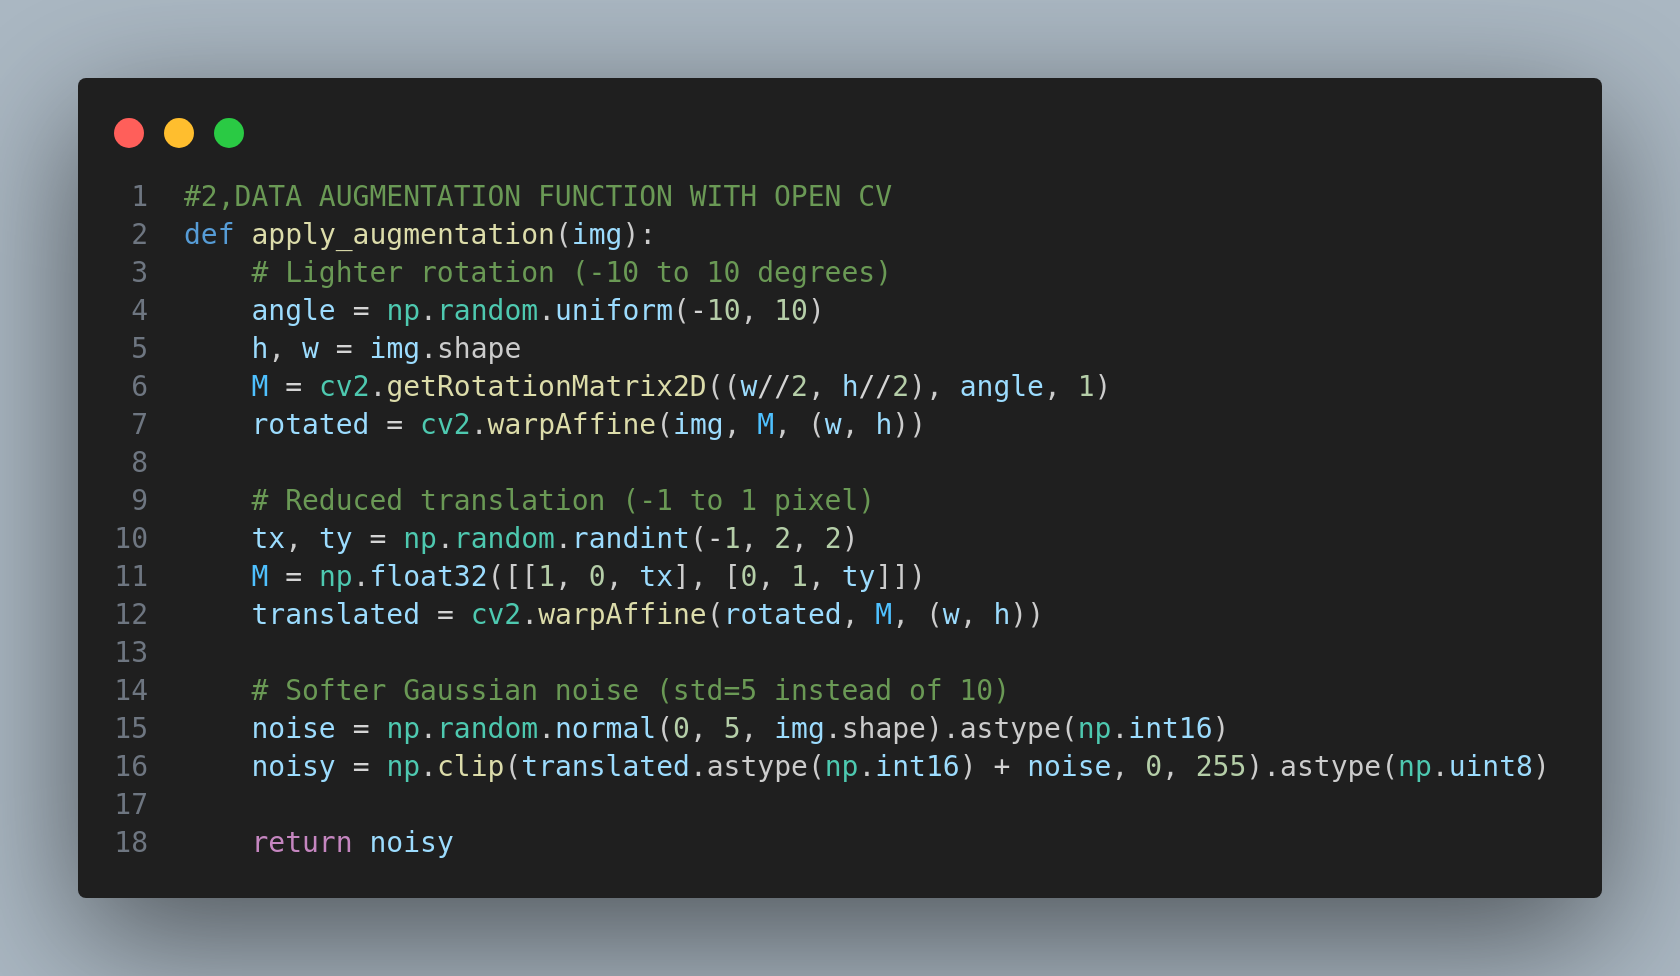 1 #2,DATA AUGMENTATION FUNCTION WITH OPEN CV
2 def apply_augmentation(img):
3     # Lighter rotation (-10 to 10 degrees)
4     angle = np.random.uniform(-10, 10)
5     h, w = img.shape
6     M = cv2.getRotationMatrix2D((w//2, h//2), angle, 1)
7     rotated = cv2.warpAffine(img, M, (w, h))
8
9     # Reduced translation (-1 to 1 pixel)
10     tx, ty = np.random.randint(-1, 2, 2)
11     M = np.float32([[1, 0, tx], [0, 1, ty]])
12     translated = cv2.warpAffine(rotated, M, (w, h))
13
14     # Softer Gaussian noise (std=5 instead of 10)
15     noise = np.random.normal(0, 5, img.shape).astype(np.int16)
16     noisy = np.clip(translated.astype(np.int16) + noise, 0, 255).astype(np.uint8)
17
18     return noisy